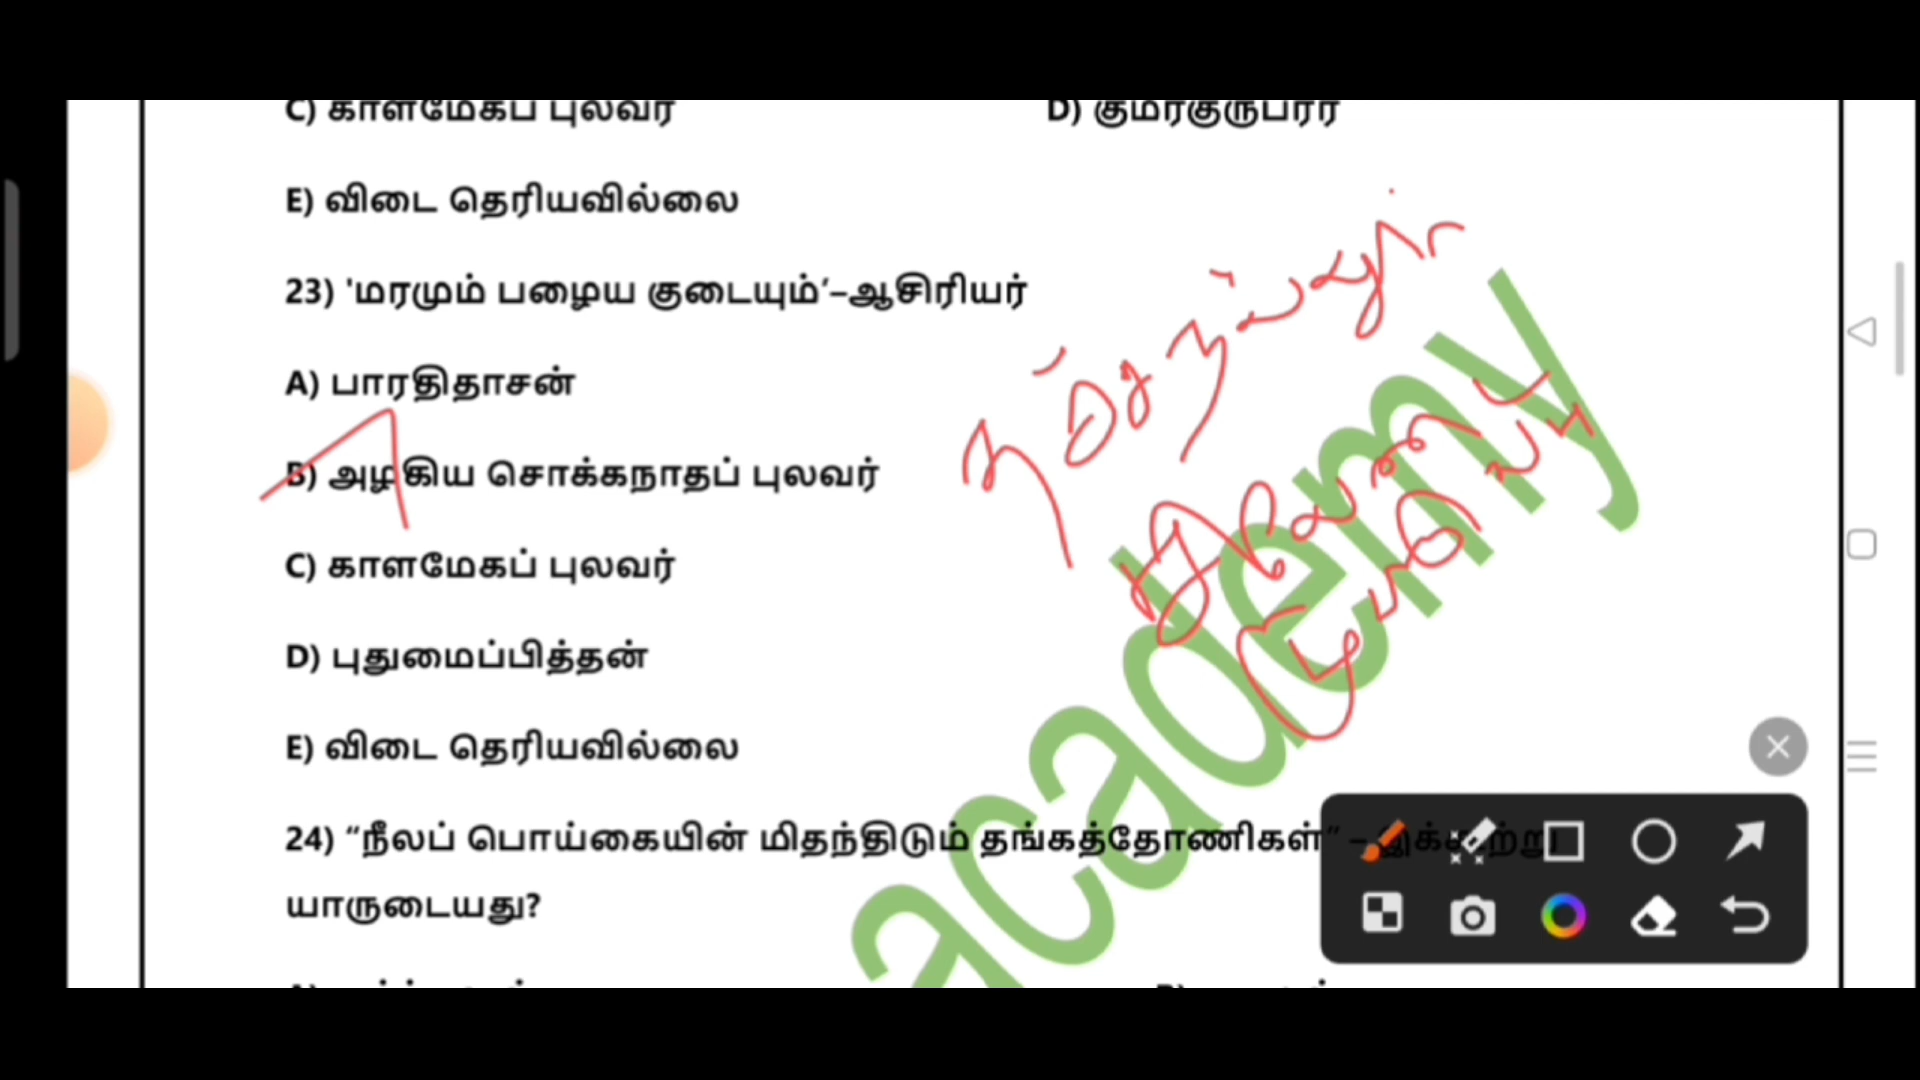 C) காளமேகப் புலவர்
D) குமரகுருபரர்
E) விடை தெரியவில்லை
23) 'மரமும் பழைய குடையும்’–ஆசிரியர்
A) பாரதிதாசன்
B) அழகிய சொக்கநாதப் புலவர்
C) காளமேகப் புலவர்
D) புதுமைப்பித்தன்
E) விடை தெரியவில்லை
24) “நீலப் பொய்கையின் மிதந்திடும் தங்கத்தோணிகள்” – இக்கூற்று
யாருடையது?
academy